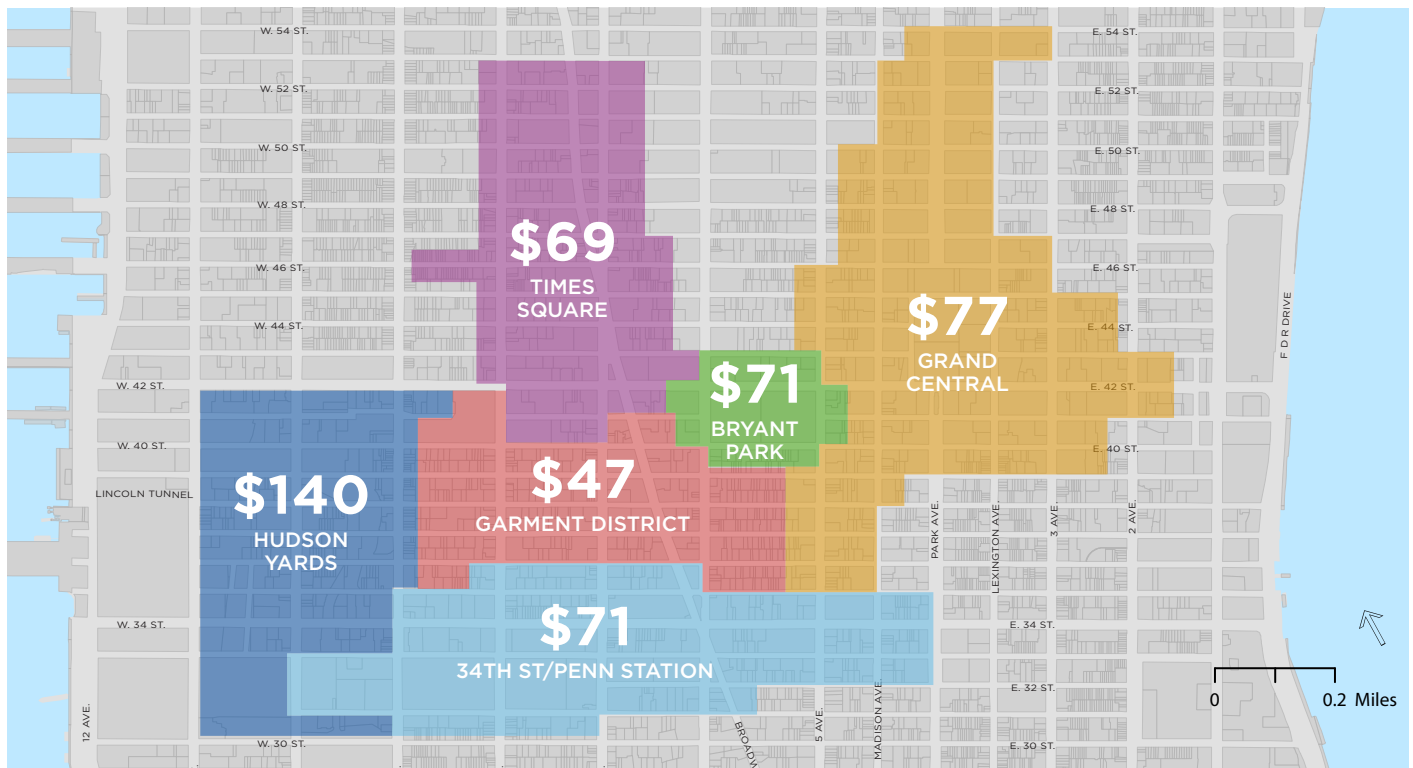 W. 54 ST.
E. 54 ST.
W. 52 ST.
E. 52 ST.
W. 50 ST.
E. 50 ST.
W. 48 ST.
E. 48 ST.
$69
TIMES
SQUARE
W. 46 ST.
E. 46 ST.
W. 44 ST.
E. 44 ST.
$77
GRAND
CENTRAL
F D R DRIVE
W. 42 ST.
E. 42 ST.
$71
BRYANT
PARK
W. 40 ST.
E. 40 ST.
LINCOLN TUNNEL
$140
HUDSON
YARDS
$47
GARMENT DISTRICT
PARK AVE.
LEXINGTON AVE.
3 AVE.
2 AVE.
W. 34 ST.
E. 34 ST.
$71
34TH ST/PENN STATION
E. 32 ST.
0
0.2 Miles
12 AVE.
5 AVE.
MADISON AVE.
W. 30 ST.
E. 30 ST.